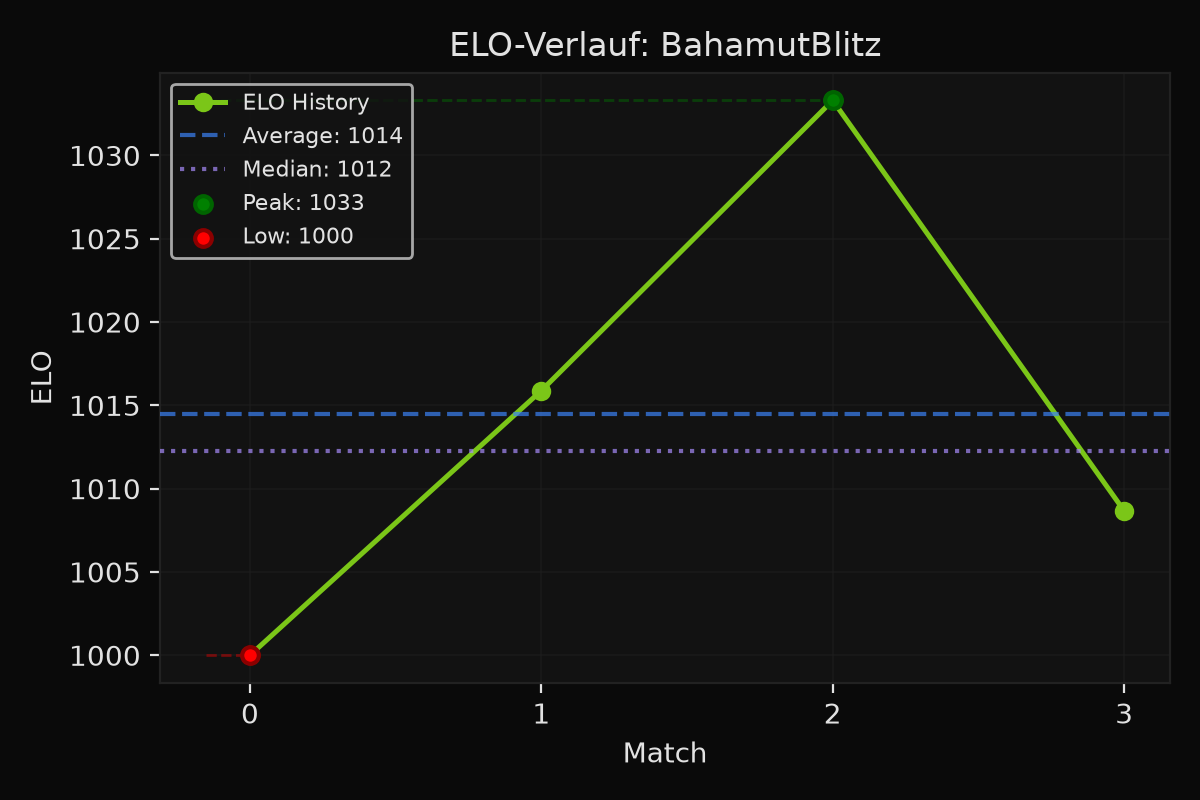 ELO-Verlauf: BahamutBlitz
ELO History
Average: 1014
Median: 1012
Peak: 1033
Low: 1000
ELO
1030
1025
1020
1015
1010
1005
1000
0 1 2 3
Match